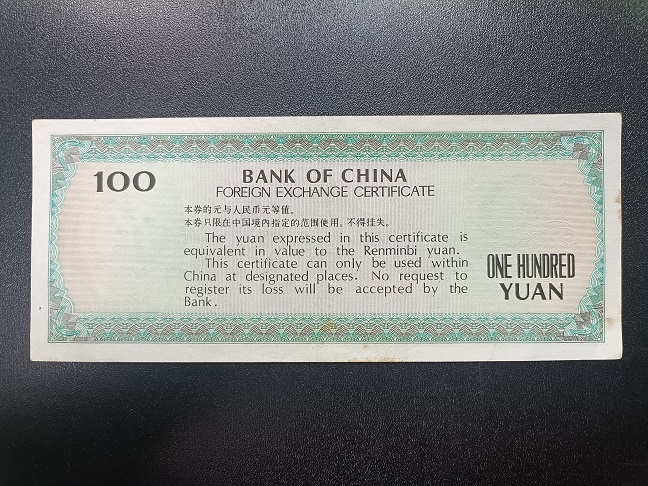 100
BANK OF CHINA
FOREIGN EXCHANGE CERTIFICATE
本券的元与人民币元等值。
本券只限在中国境内指定的范围使用。不得挂失。
The yuan expressed in this certificate is
equivalent in value to the Renminbi yuan.
This certificate can only be used within
China at designated places. No request to
register its loss will be accepted by the
Bank.
ONE HUNDRED
YUAN